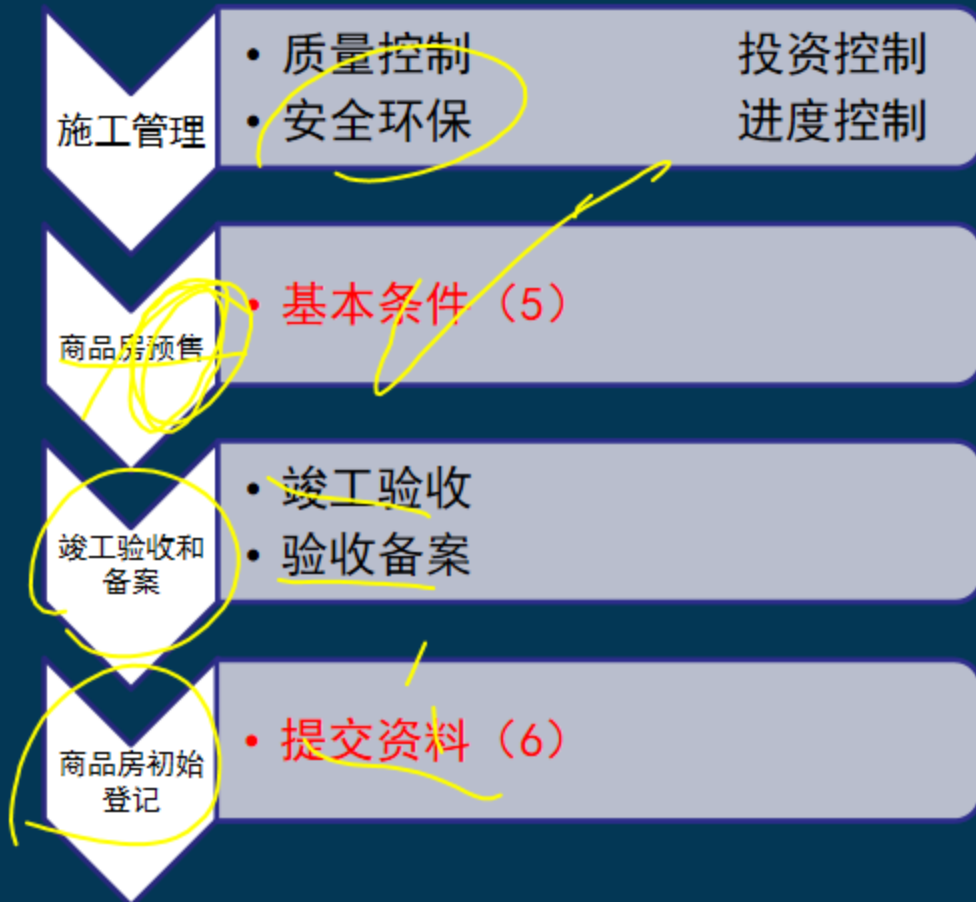 施工管理
• 质量控制 投资控制
• 安全环保 进度控制
商品房预售
• 基本条件（5）
竣工验收和
备案
• 竣工验收
• 验收备案
商品房初始
登记
• 提交资料（6）